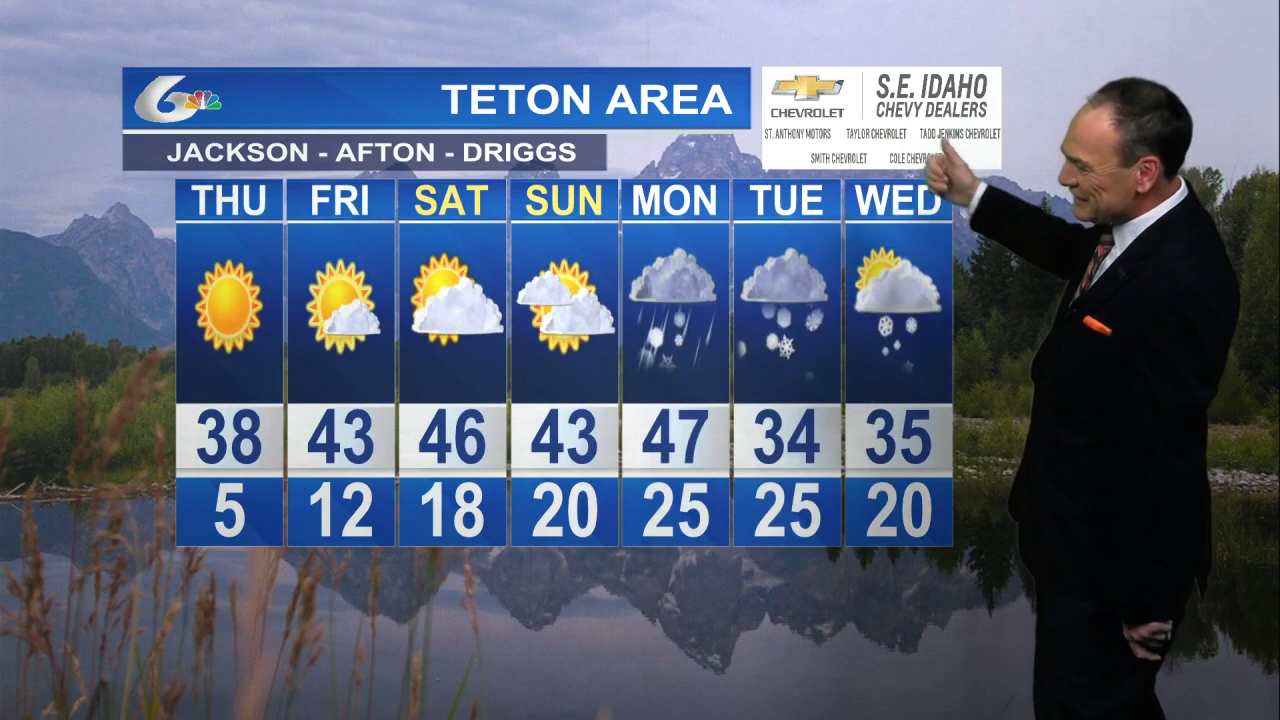 6
TETON AREA
JACKSON - AFTON - DRIGGS
CHEVROLET
S.E. IDAHO
CHEVY DEALERS
ST. ANTHONY MOTORS TAYLOR CHEVROLET TADD JENKINS CHEVROLET
SMITH CHEVROLET COLE
THU FRI SAT SUN MON TUE WED
38 43 46 43 47 34 35
5 12 18 20 25 25 20